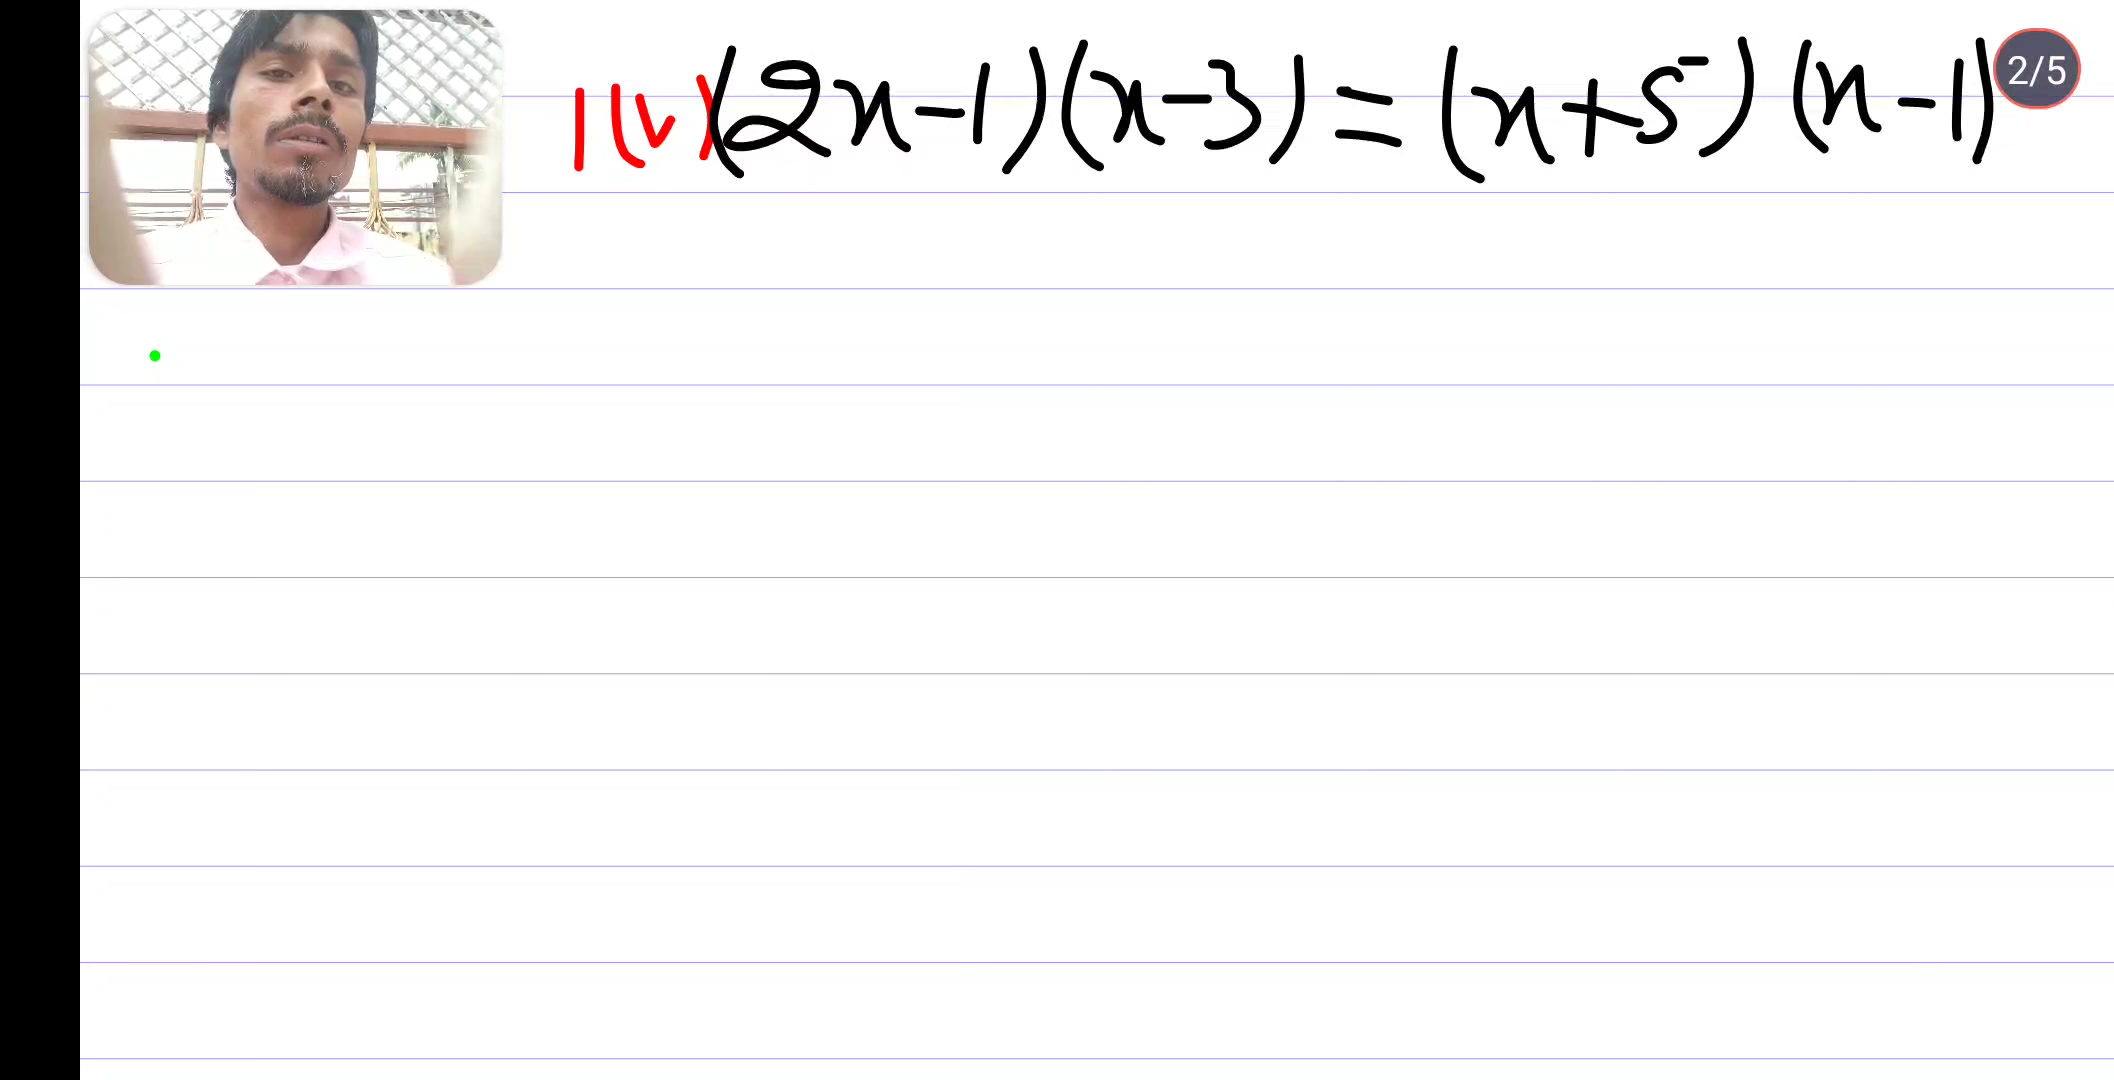 1(v) (2x-1)(x-3) = (x+5)(x-1)
2/5